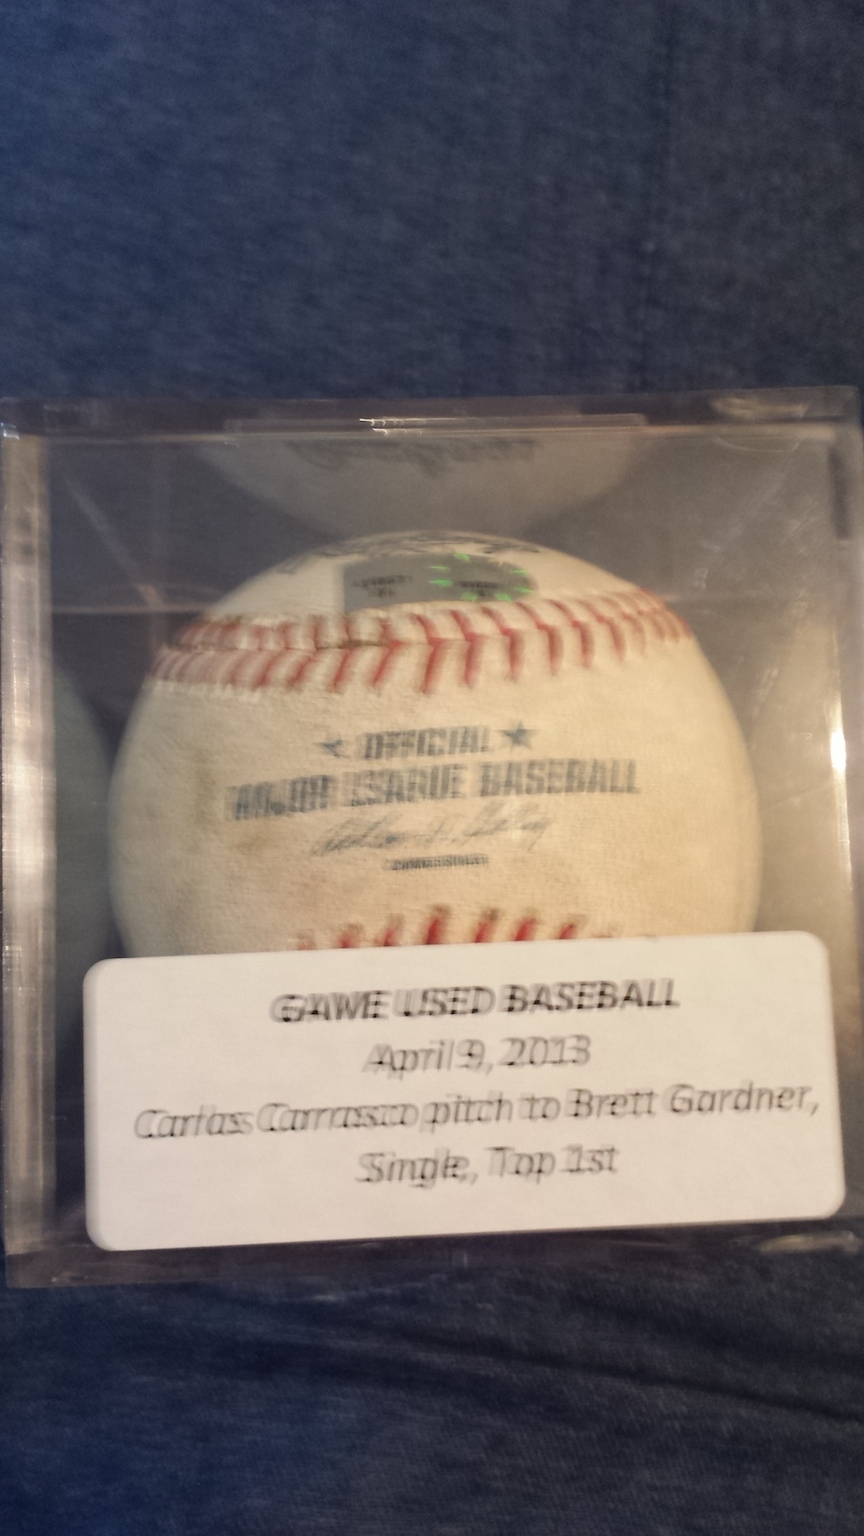 OFFICIAL
MAJOR LEAGUE BASEBALL
COMMISSIONER
GAME USED BASEBALL
April 9, 2013
Carlos Carrasco pitch to Brett Gardner,
Single, Top 1st